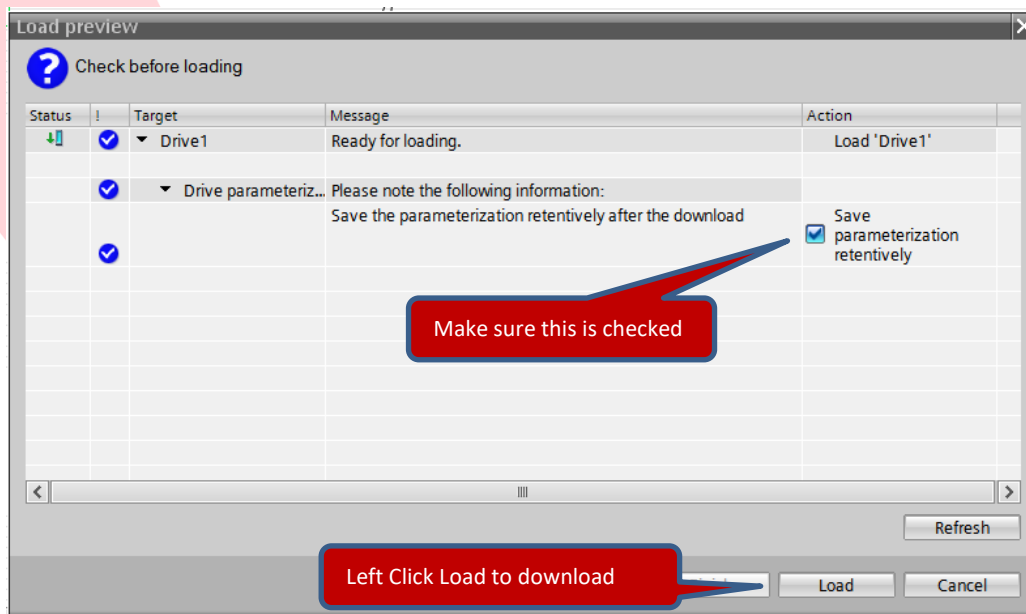 Load preview
Check before loading
Status ! Target Message Action
Drive1 Ready for loading. Load 'Drive1'
Drive parameteriz... Please note the following information:
Save the parameterization retentively after the download
Save
parameterization
retentively
Make sure this is checked
Refresh
Left Click Load to download
Load Cancel